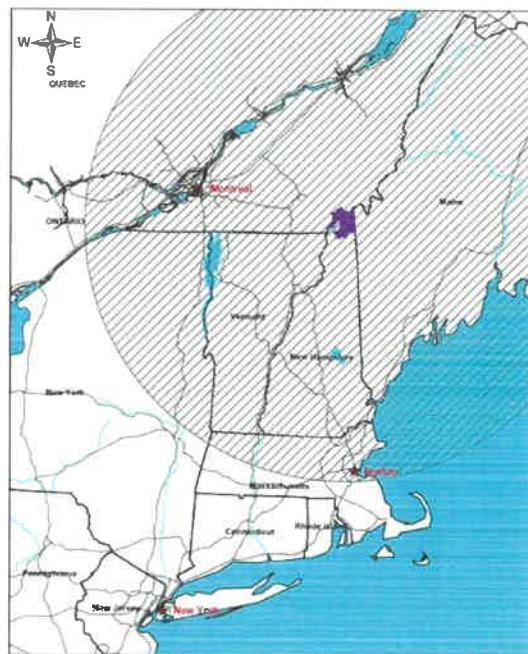 N
W E
S
QUEBEC
Montreal
ONTARIO
Maine
Vermont
New Hampshire
New York
Boston
Massachusetts
Connecticut
Rhode Island
Pennsylvania
New Jersey
New York